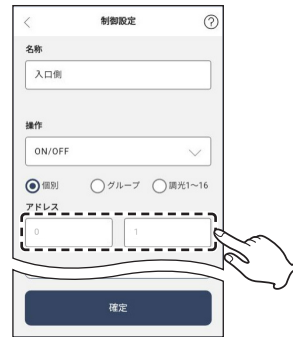 制御設定
?
名称
入口側
操作
ON/OFF
個別 グループ 調光1~16
アドレス
0 1
確定